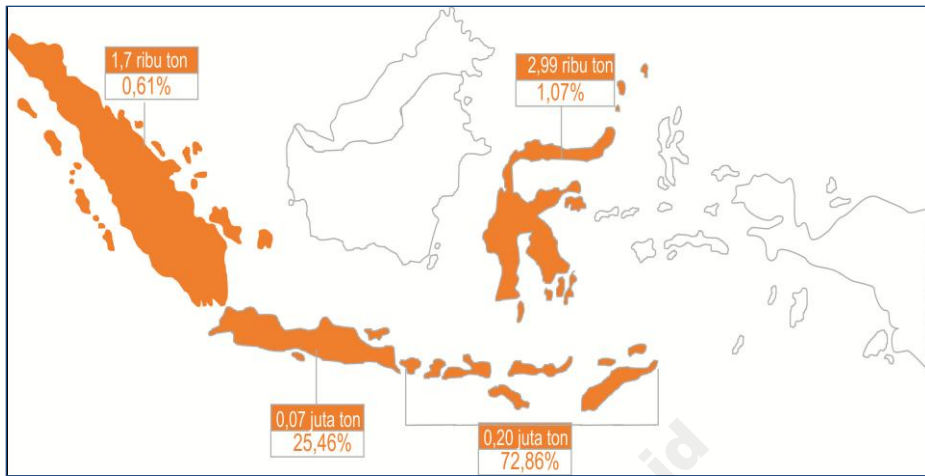 1,7 ribu ton
0,61%
2,99 ribu ton
1,07%
0,07 juta ton
25,46%
0,20 juta ton
72,86%
id